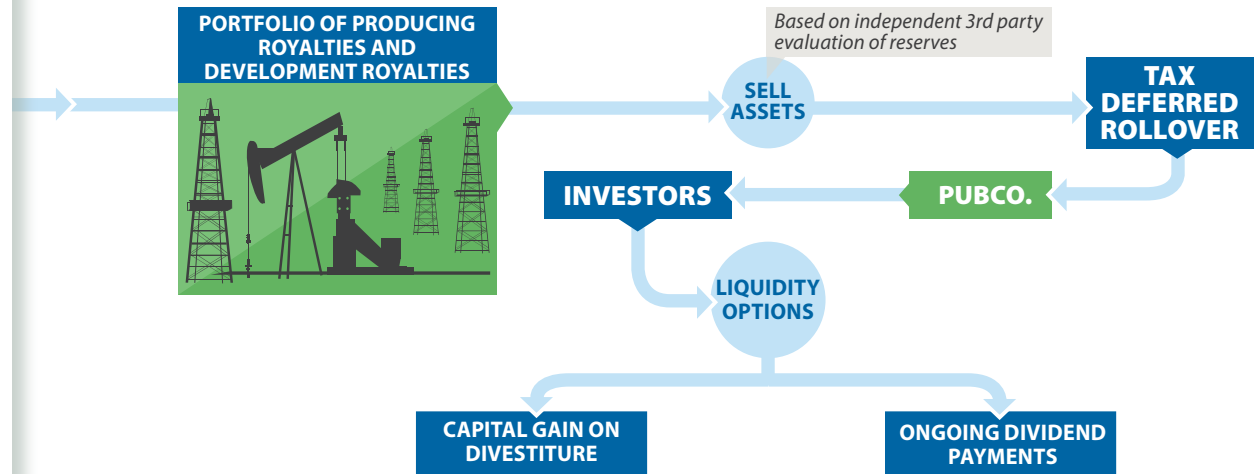 PORTFOLIO OF PRODUCING
ROYALTIES AND
DEVELOPMENT ROYALTIES
Based on independent 3rd party
evaluation of reserves
SELL
ASSETS
TAX
DEFERRED
ROLLOVER
PUBCO.
INVESTORS
LIQUIDITY
OPTIONS
CAPITAL GAIN ON
DIVESTITURE
ONGOING DIVIDEND
PAYMENTS